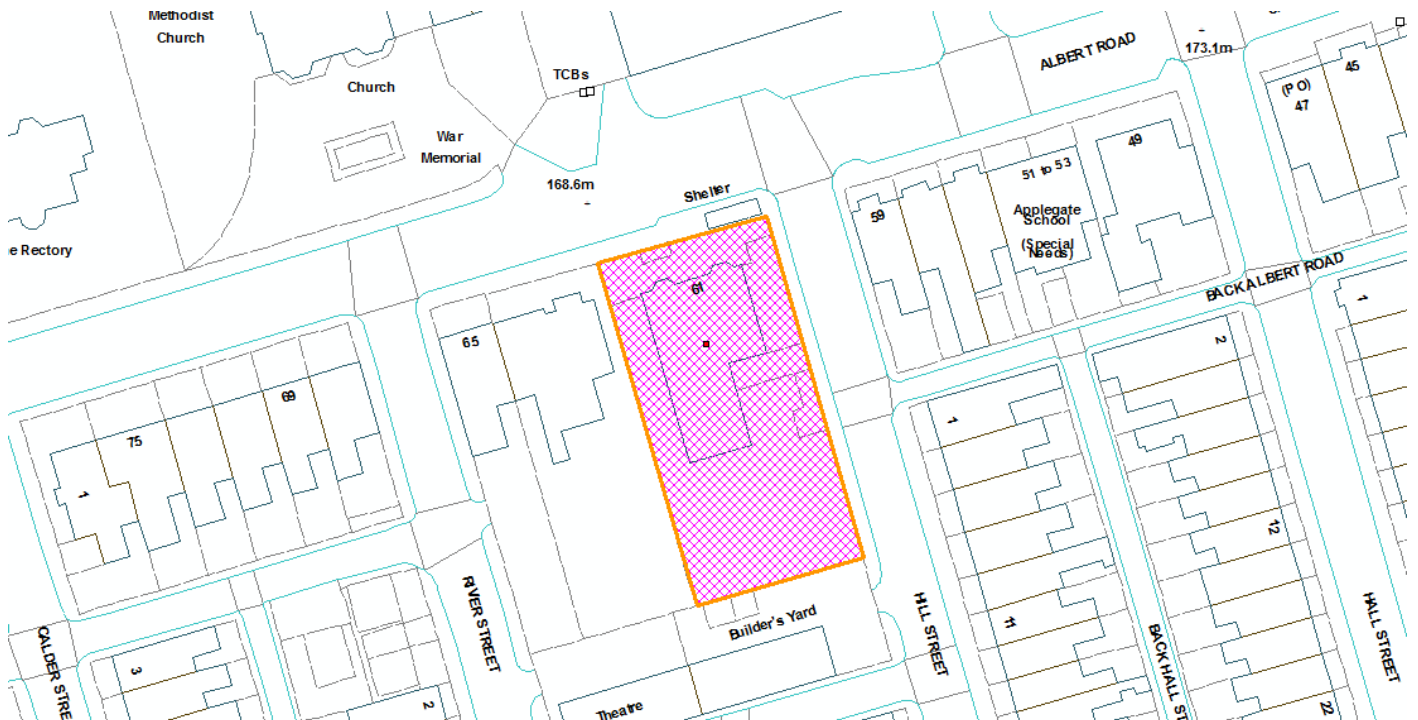 Methodist
Church
Church
War
Memorial
TCBs
168.6m
Shelter
ALBERT ROAD
173.1m
(PO)
47
45
49
51 to 53
Applegate
School
(Special
Needs)
59
61
65
69
75
1
e Rectory
BACK ALBERT ROAD
1
2
1
12
11
22
HALL STREET
BACK HALL ST
HILL STREET
Builder's Yard
Theatre
RIVER STREET
CALDER STRE
3
2